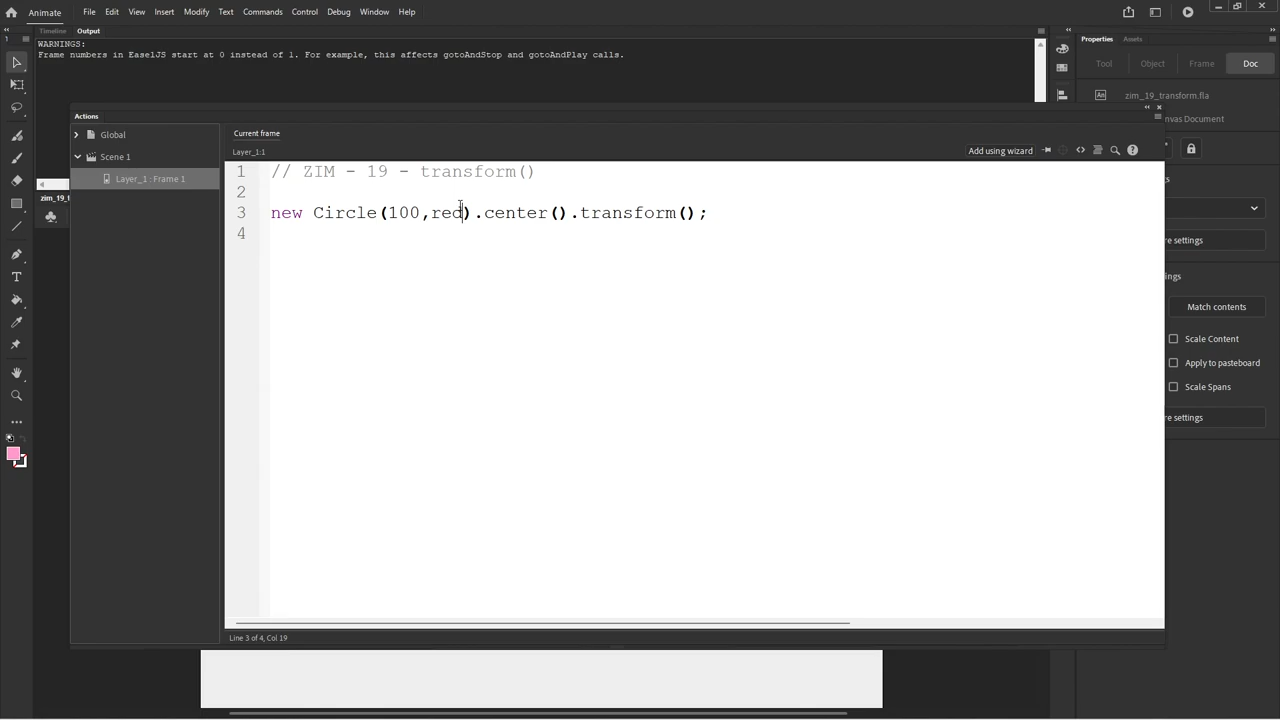 Animate File Edit View Insert Modify Text Commands Control Debug Window Help
Timeline Output
WARNINGS:
Frame numbers in EaselJS start at 0 instead of 1. For example, this affects gotoAndStop and gotoAndPlay calls.
Properties Assets
Tool Object Frame Doc
zim_19_transform.fla
nvas Document
Actions
Global
Scene 1
Layer_1 : Frame 1
Current frame
Layer_1:1
Add using wizard
1 // ZIM - 19 - transform()
2
3 new Circle(100,red).center().transform();
4
zim_19_t
re settings
ngs
Match contents
Scale Content
Apply to pasteboard
Scale Spans
re settings
Line 3 of 4, Col 19